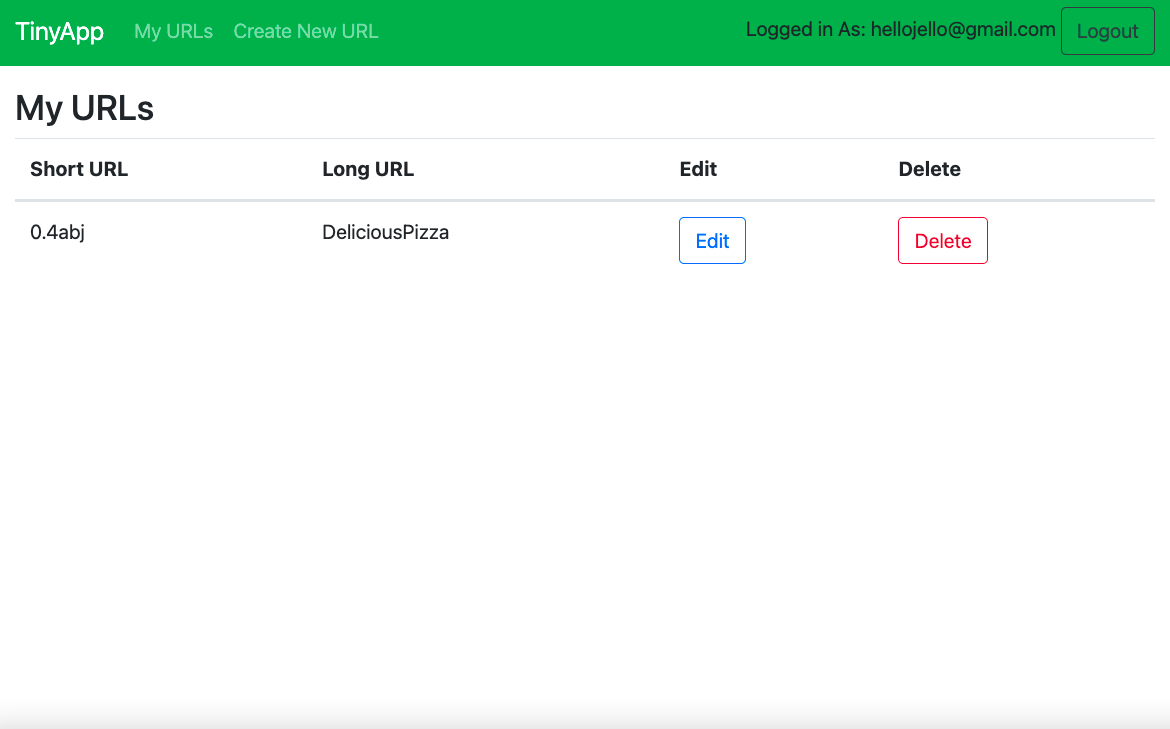 TinyApp My URLs Create New URL Logged in As: hellojello@gmail.com Logout
My URLs
Short URL Long URL Edit Delete
0.4abj DeliciousPizza Edit Delete